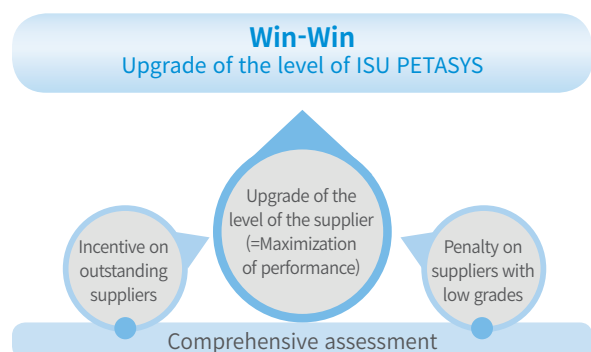 Win-Win
Upgrade of the level of ISU PETASYS
Upgrade of the
level of the supplier
(=Maximization
of performance)
Incentive on
outstanding
suppliers
Penalty on
suppliers with
low grades
Comprehensive assessment